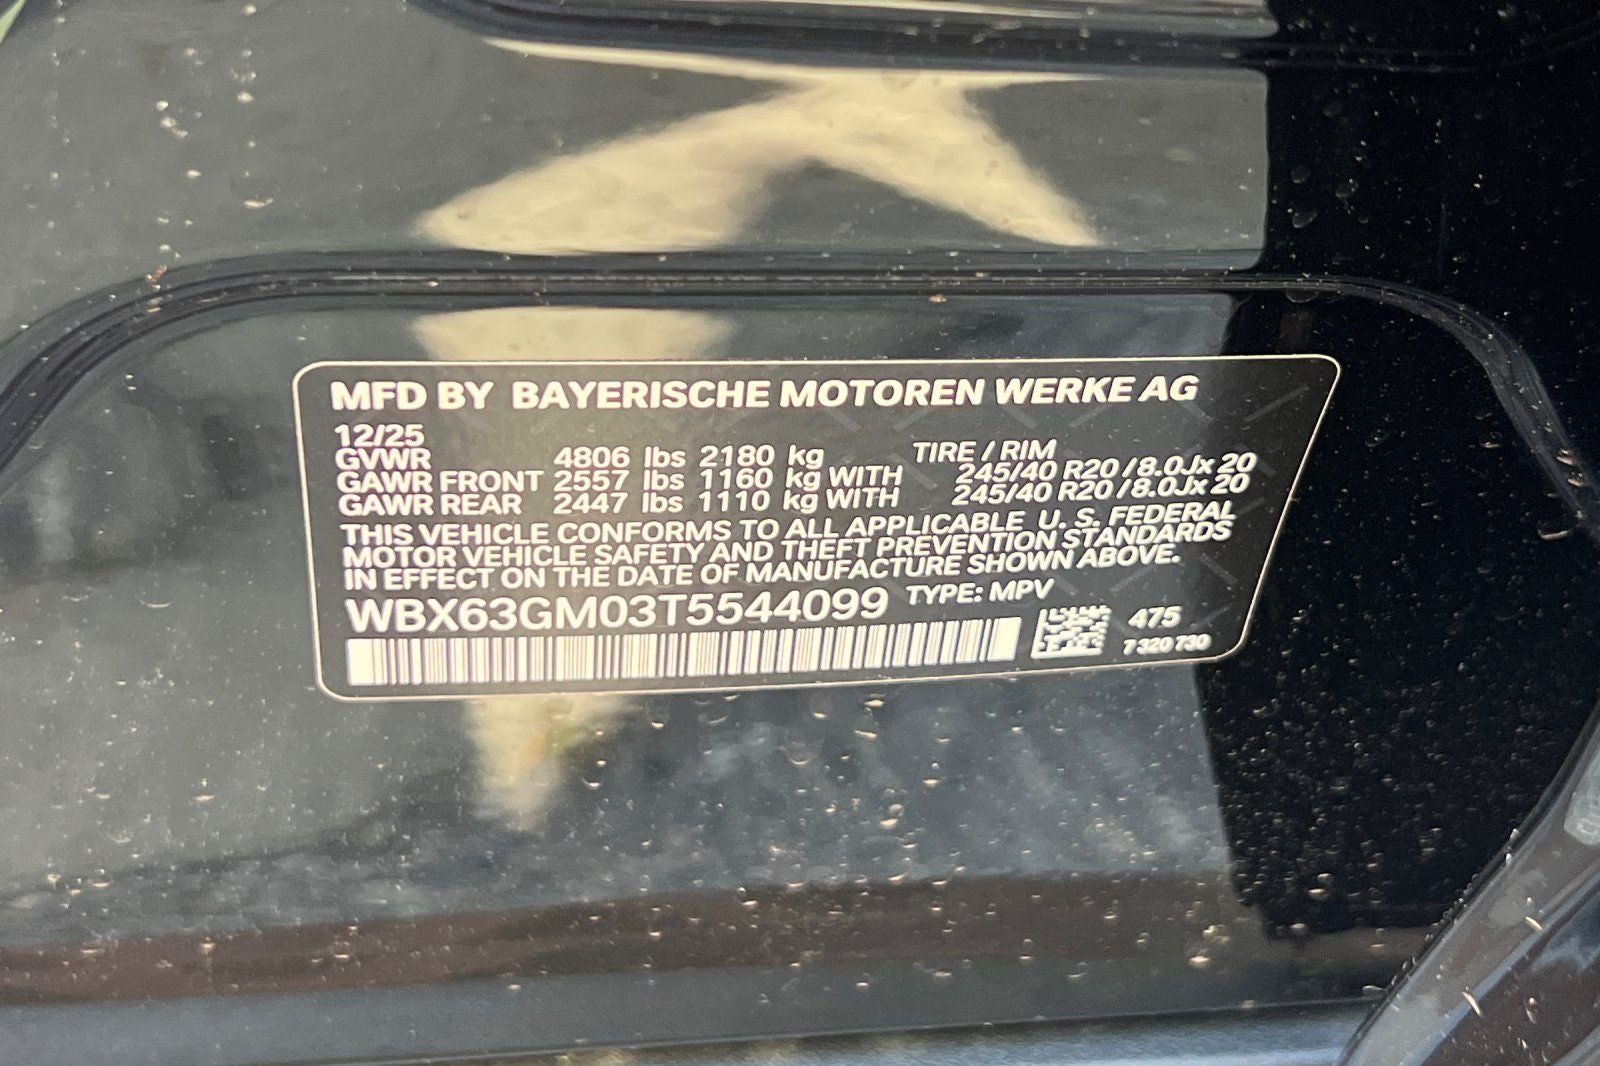 MFD BY BAYERISCHE MOTOREN WERKE AG
12/25
GVWR 4806 lbs 2180 kg TIRE / RIM
GAWR FRONT 2557 lbs 1160 kg WITH 245/40 R20 / 8.0Jx 20
GAWR REAR 2447 lbs 1110 kg WITH 245/40 R20 / 8.0Jx 20
THIS VEHICLE CONFORMS TO ALL APPLICABLE U. S. FEDERAL
MOTOR VEHICLE SAFETY AND THEFT PREVENTION STANDARDS
IN EFFECT ON THE DATE OF MANUFACTURE SHOWN ABOVE.
WBX63GM03T5544099 TYPE: MPV
475
7 320 730